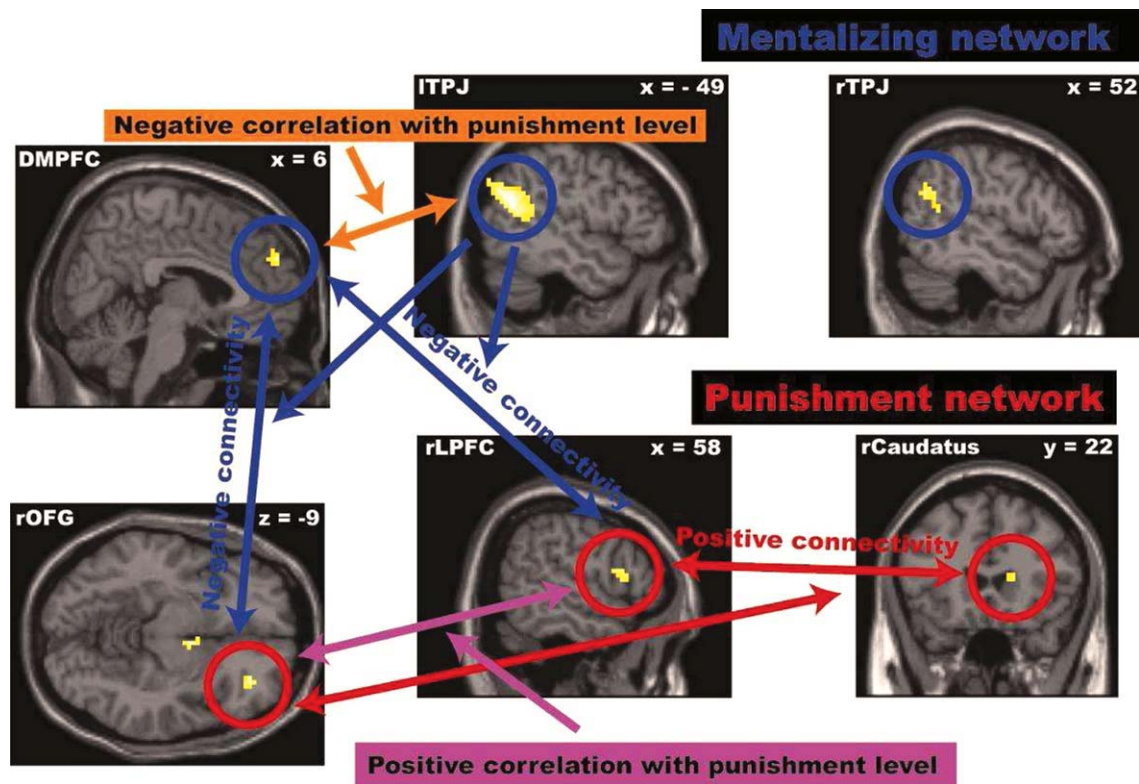 Mentalizing network
lTPJ
x = - 49
rTPJ
x = 52
Negative correlation with punishment level
DMPFC
x = 6
Negative connectivity
Negative connectivity
Punishment network
rLPFC
x = 58
rCaudatus
y = 22
rOFG
z = -9
Positive connectivity
Positive correlation with punishment level